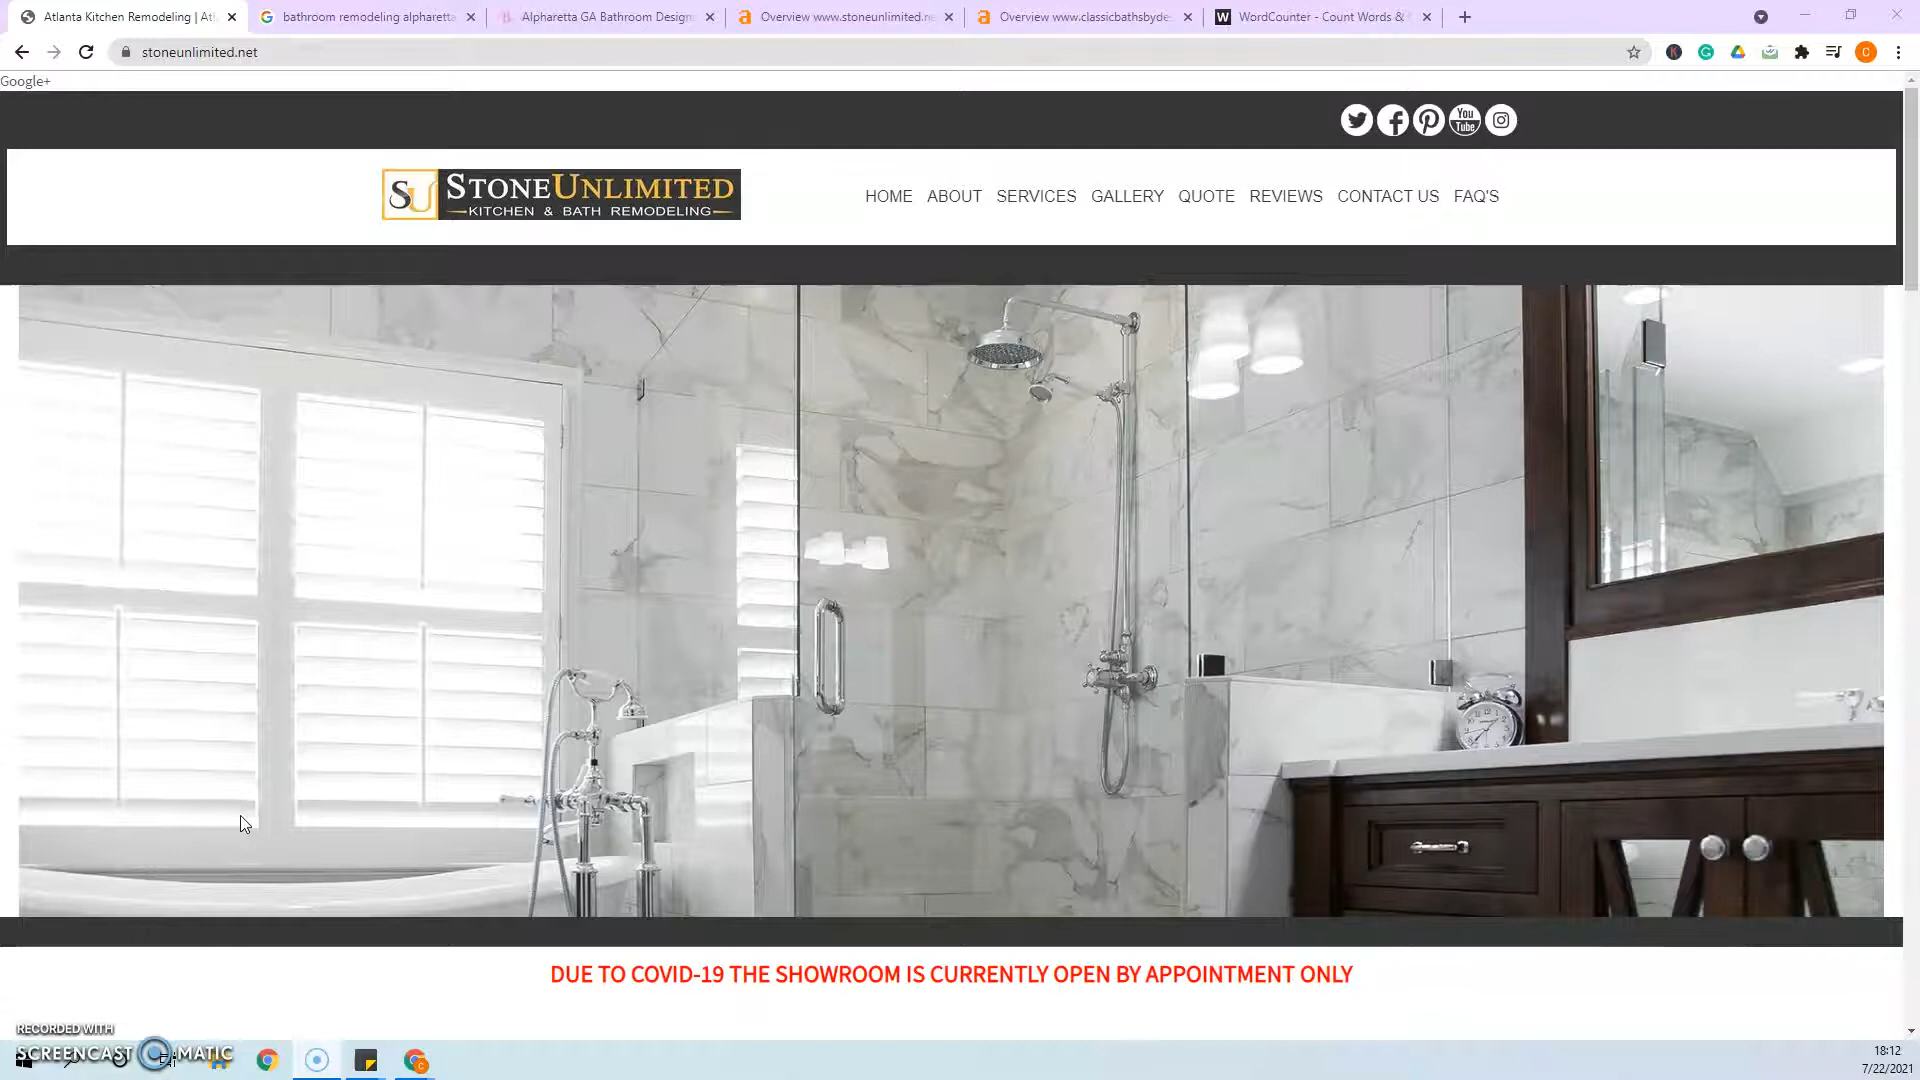 Atlanta Kitchen Remodeling | Atl
bathroom remodeling alpharetta
Alpharetta GA Bathroom Design
Overview www.stoneunlimited.ne
Overview www.classicbathsbyde
WordCounter - Count Words &
stoneunlimited.net
Google+
You
Tube
SU STONEUNLIMITED
KITCHEN & BATH REMODELING
HOME ABOUT SERVICES GALLERY QUOTE REVIEWS CONTACT US FAQ'S
DUE TO COVID-19 THE SHOWROOM IS CURRENTLY OPEN BY APPOINTMENT ONLY
RECORDED WITH
SCREENCAST MATIC
18:12
7/22/2021